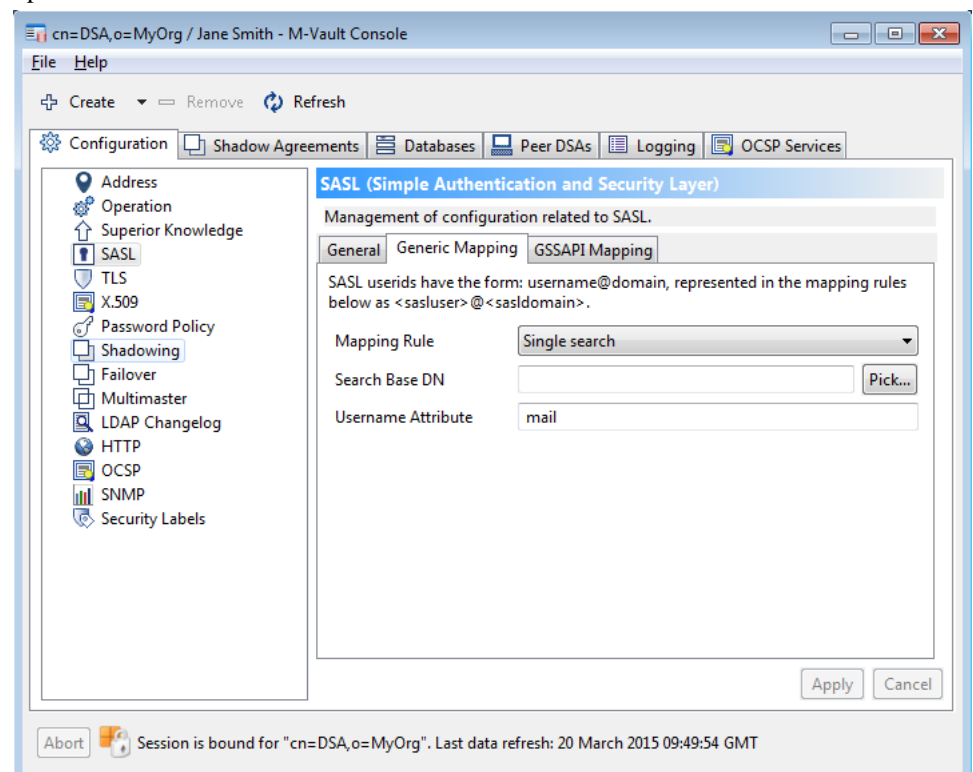 cn=DSA,o=MyOrg / Jane Smith - M-Vault Console
File Help
Create Remove Refresh
Configuration Shadow Agreements Databases Peer DSAs Logging OCSP Services
Address
Operation
Superior Knowledge
SASL
TLS
X.509
Password Policy
Shadowing
Failover
Multimaster
LDAP Changelog
HTTP
OCSP
SNMP
Security Labels
SASL (Simple Authentication and Security Layer)
Management of configuration related to SASL.
General Generic Mapping GSSAPI Mapping
SASL userids have the form: username@domain, represented in the mapping rules
below as <sasluser>@<sasldomain>.
Mapping Rule Single search
Search Base DN Pick...
Username Attribute mail
Apply Cancel
Abort Session is bound for "cn=DSA,o=MyOrg". Last data refresh: 20 March 2015 09:49:54 GMT